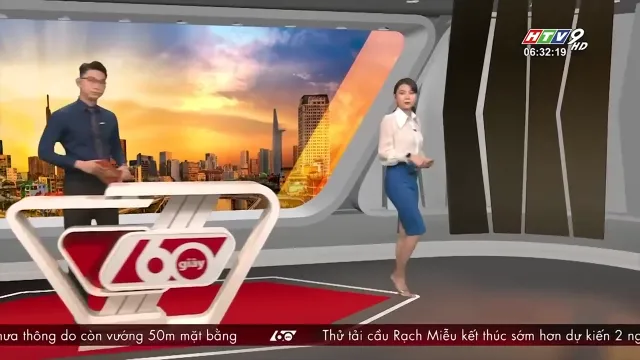 HTV9
HD
06:32:19
60
giây
ưa thông do còn vướng 50m mặt bằng
60
Thử tải cầu Rạch Miễu kết thúc sớm hơn dự kiến 2 ng